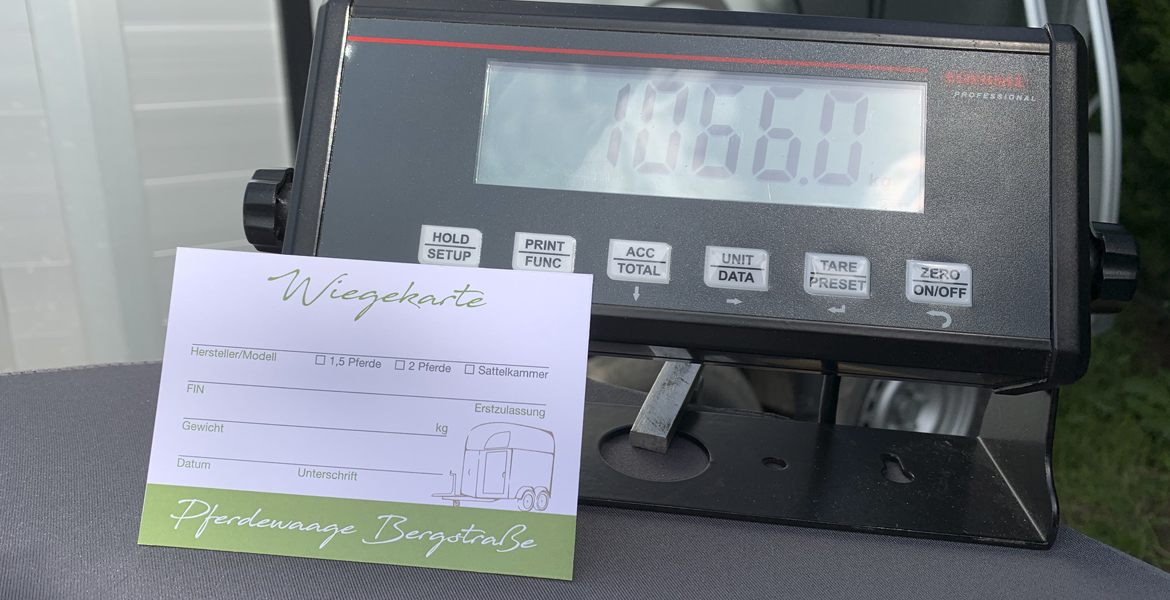 1066.0
PROFESSIONAL
HOLD
SETUP
PRINT
FUNC
ACC
TOTAL
UNIT
DATA
TARE
PRESET
ZERO
ON/OFF
Wiegekarte
Hersteller/Modell 1,5 Pferde 2 Pferde Sattelkammer
FIN
Erstzulassung
Gewicht kg
Datum Unterschrift
Pferdewaage Bergstraße